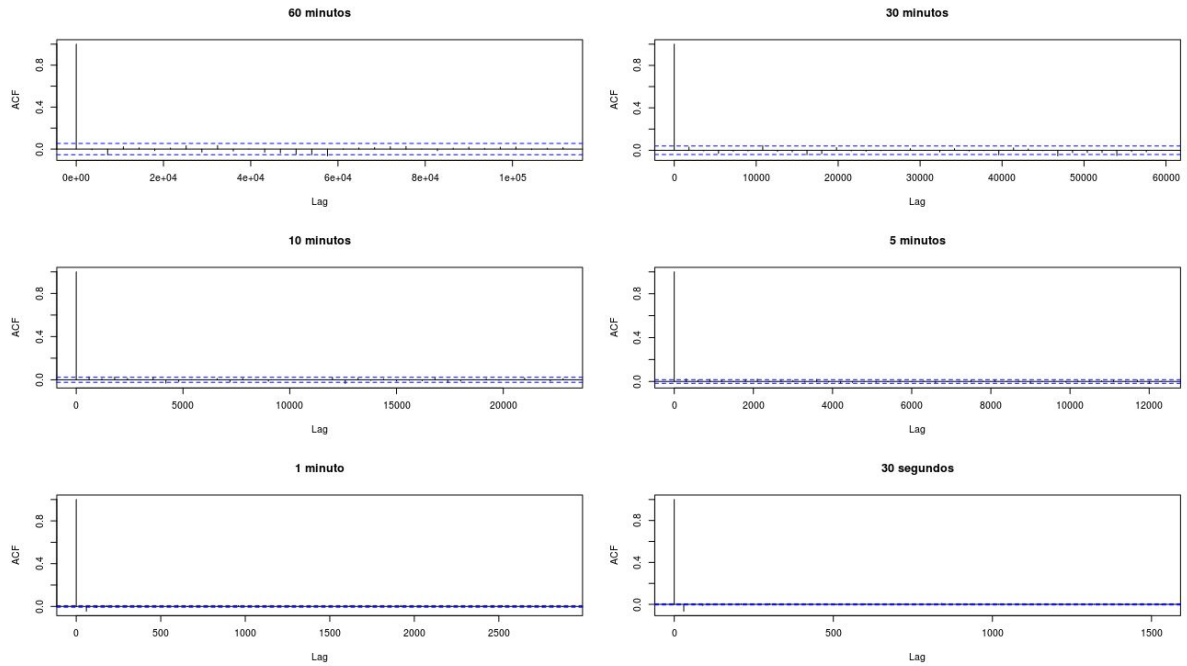 60 minutos
ACF
0.0 0.4 0.8
0e+00 2e+04 4e+04 6e+04 8e+04 1e+05
Lag
30 minutos
ACF
0.0 0.4 0.8
0 10000 20000 30000 40000 50000 60000
Lag
10 minutos
ACF
0.0 0.4 0.8
0 5000 10000 15000 20000
Lag
5 minutos
ACF
0.0 0.4 0.8
0 2000 4000 6000 8000 10000 12000
Lag
1 minuto
ACF
0.0 0.4 0.8
0 500 1000 1500 2000 2500
Lag
30 segundos
ACF
0.0 0.4 0.8
0 500 1000 1500
Lag